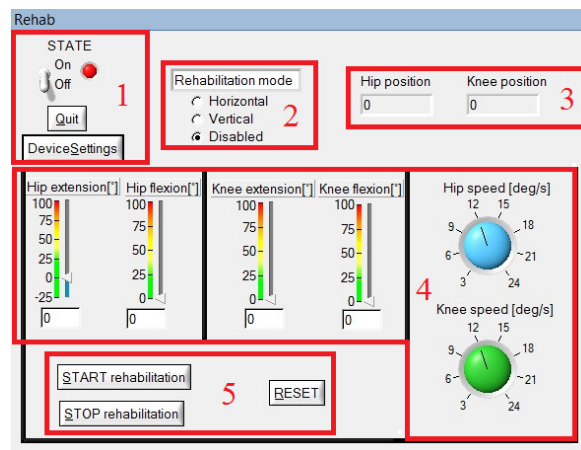 Rehab
STATE
On
Off
1
Quit
DeviceSettings
Rehabilitation mode
Horizontal
Vertical
Disabled
2
Hip position
Knee position
0
0
3
Hip extension[°]
Hip flexion[°]
Knee extension[°]
Knee flexion[°]
100
75
50
25
0
-25
0
100
75
50
25
0
0
100
75
50
25
0
0
100
75
50
25
0
0
4
Hip speed [deg/s]
12 15
9 18
6 21
3 24
Knee speed [deg/s]
12 15
9 18
6 21
3 24
START rehabilitation
STOP rehabilitation
5
RESET